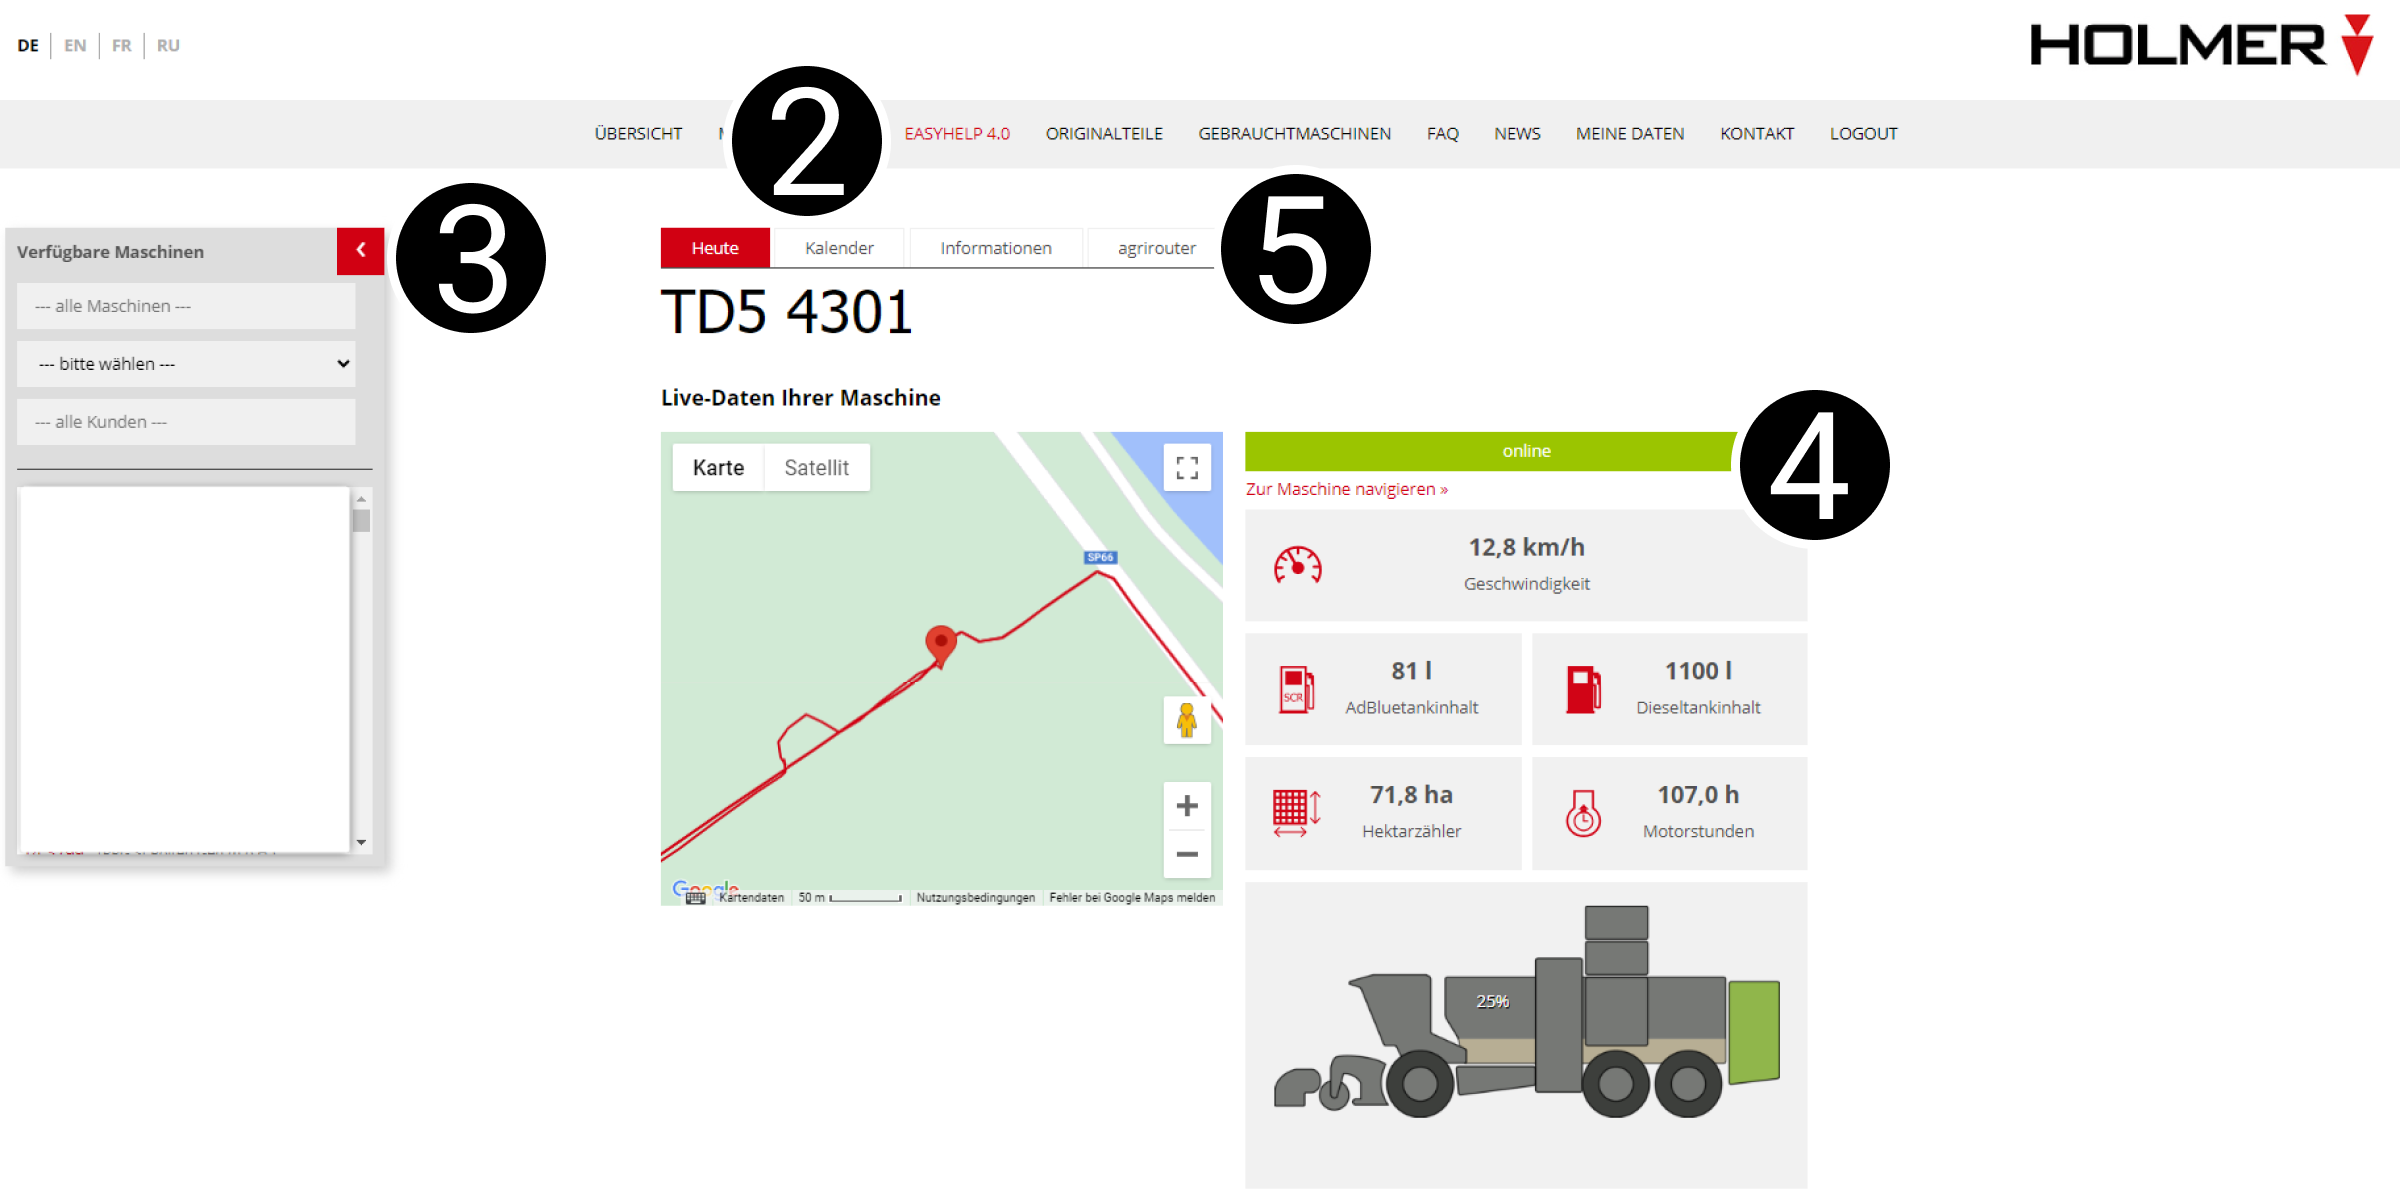 DE EN FR RU
HOLMER
2
ÜBERSICHT EASYHELP 4.0 ORIGINALTEILE GEBRAUCHTMASCHINEN FAQ NEWS MEINE DATEN KONTAKT LOGOUT
3
5
Verfügbare Maschinen
--- alle Maschinen ---
--- bitte wählen ---
--- alle Kunden ---
Heute Kalender Informationen agrirouter
TD5 4301
Live-Daten Ihrer Maschine
4
Karte Satellit
SP66
Google
Kartendaten 50 m Nutzungsbedingungen Fehler bei Google Maps melden
online
Zur Maschine navigieren »
12,8 km/h
Geschwindigkeit
SCR
81 l
AdBluetankinhalt
1100 l
Dieseltankinhalt
71,8 ha
Hektarzähler
107,0 h
Motorstunden
25%